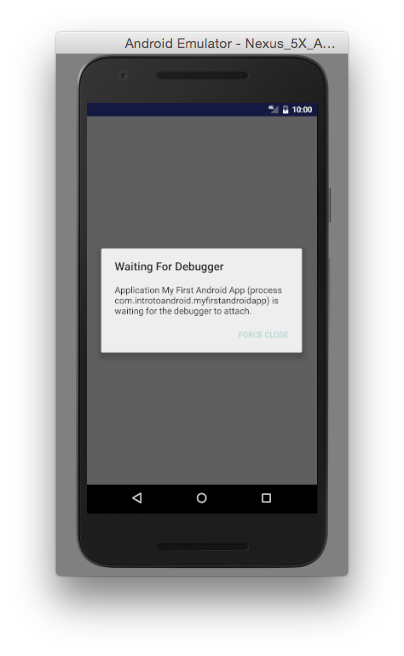 Android Emulator - Nexus_5X_A...
10:00
Waiting For Debugger
Application My First Android App (process
com.introtoandroid.myfirstandroidapp) is
waiting for the debugger to attach.
FORCE CLOSE